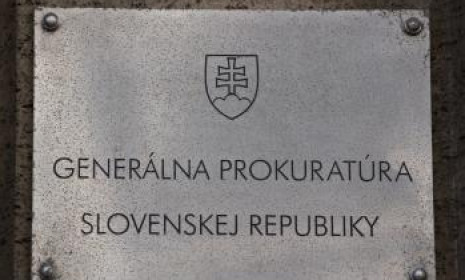 GENERÁLNA PROKURATÚRA
SLOVENSKEJ REPUBLIKY